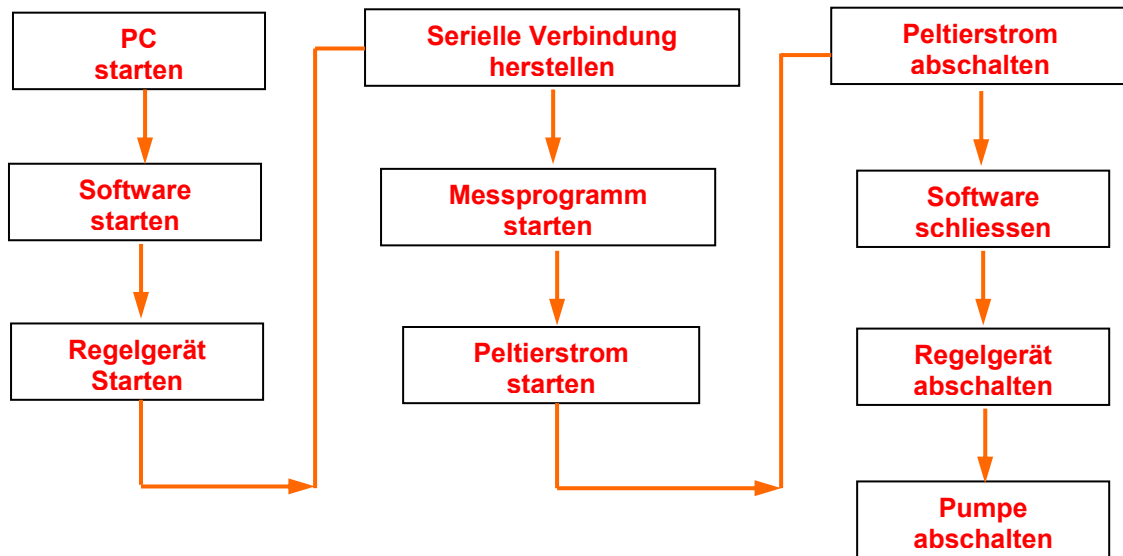 PC
starten
Software
starten
Regelgerät
Starten
Serielle Verbindung
herstellen
Messprogramm
starten
Peltierstrom
starten
Peltierstrom
abschalten
Software
schliessen
Regelgerät
abschalten
Pumpe
abschalten